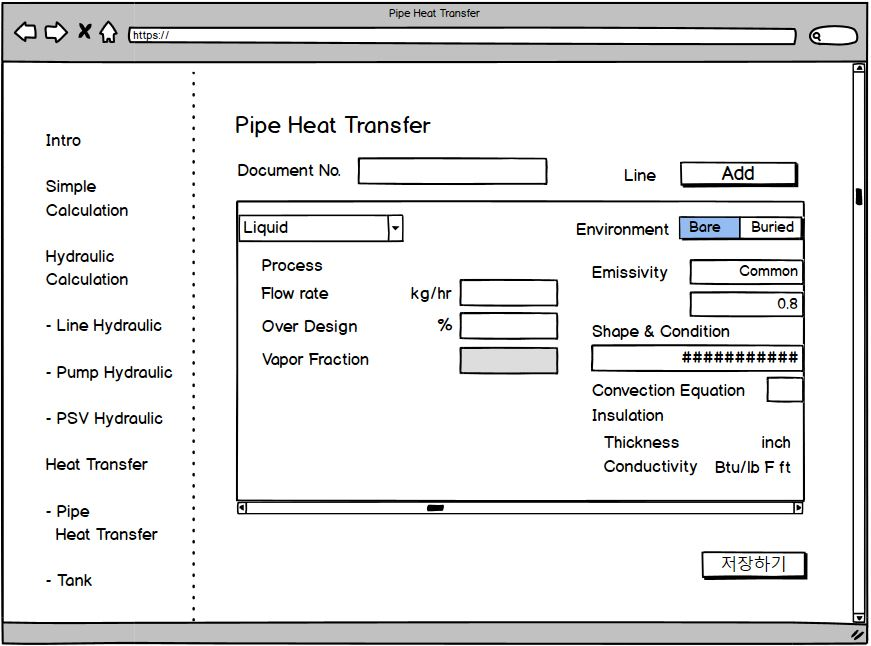 Pipe Heat Transfer
https://
Intro
Simple
Calculation
Hydraulic
Calculation
- Line Hydraulic
- Pump Hydraulic
- PSV Hydraulic
Heat Transfer
- Pipe
Heat Transfer
- Tank
Pipe Heat Transfer
Document No.
Line Add
Liquid
Process
Flow rate kg/hr
Over Design %
Vapor Fraction
Environment Bare Buried
Emissivity Common
0.8
Shape & Condition
###########
Convection Equation
Insulation
Thickness inch
Conductivity Btu/lb F ft
저장하기